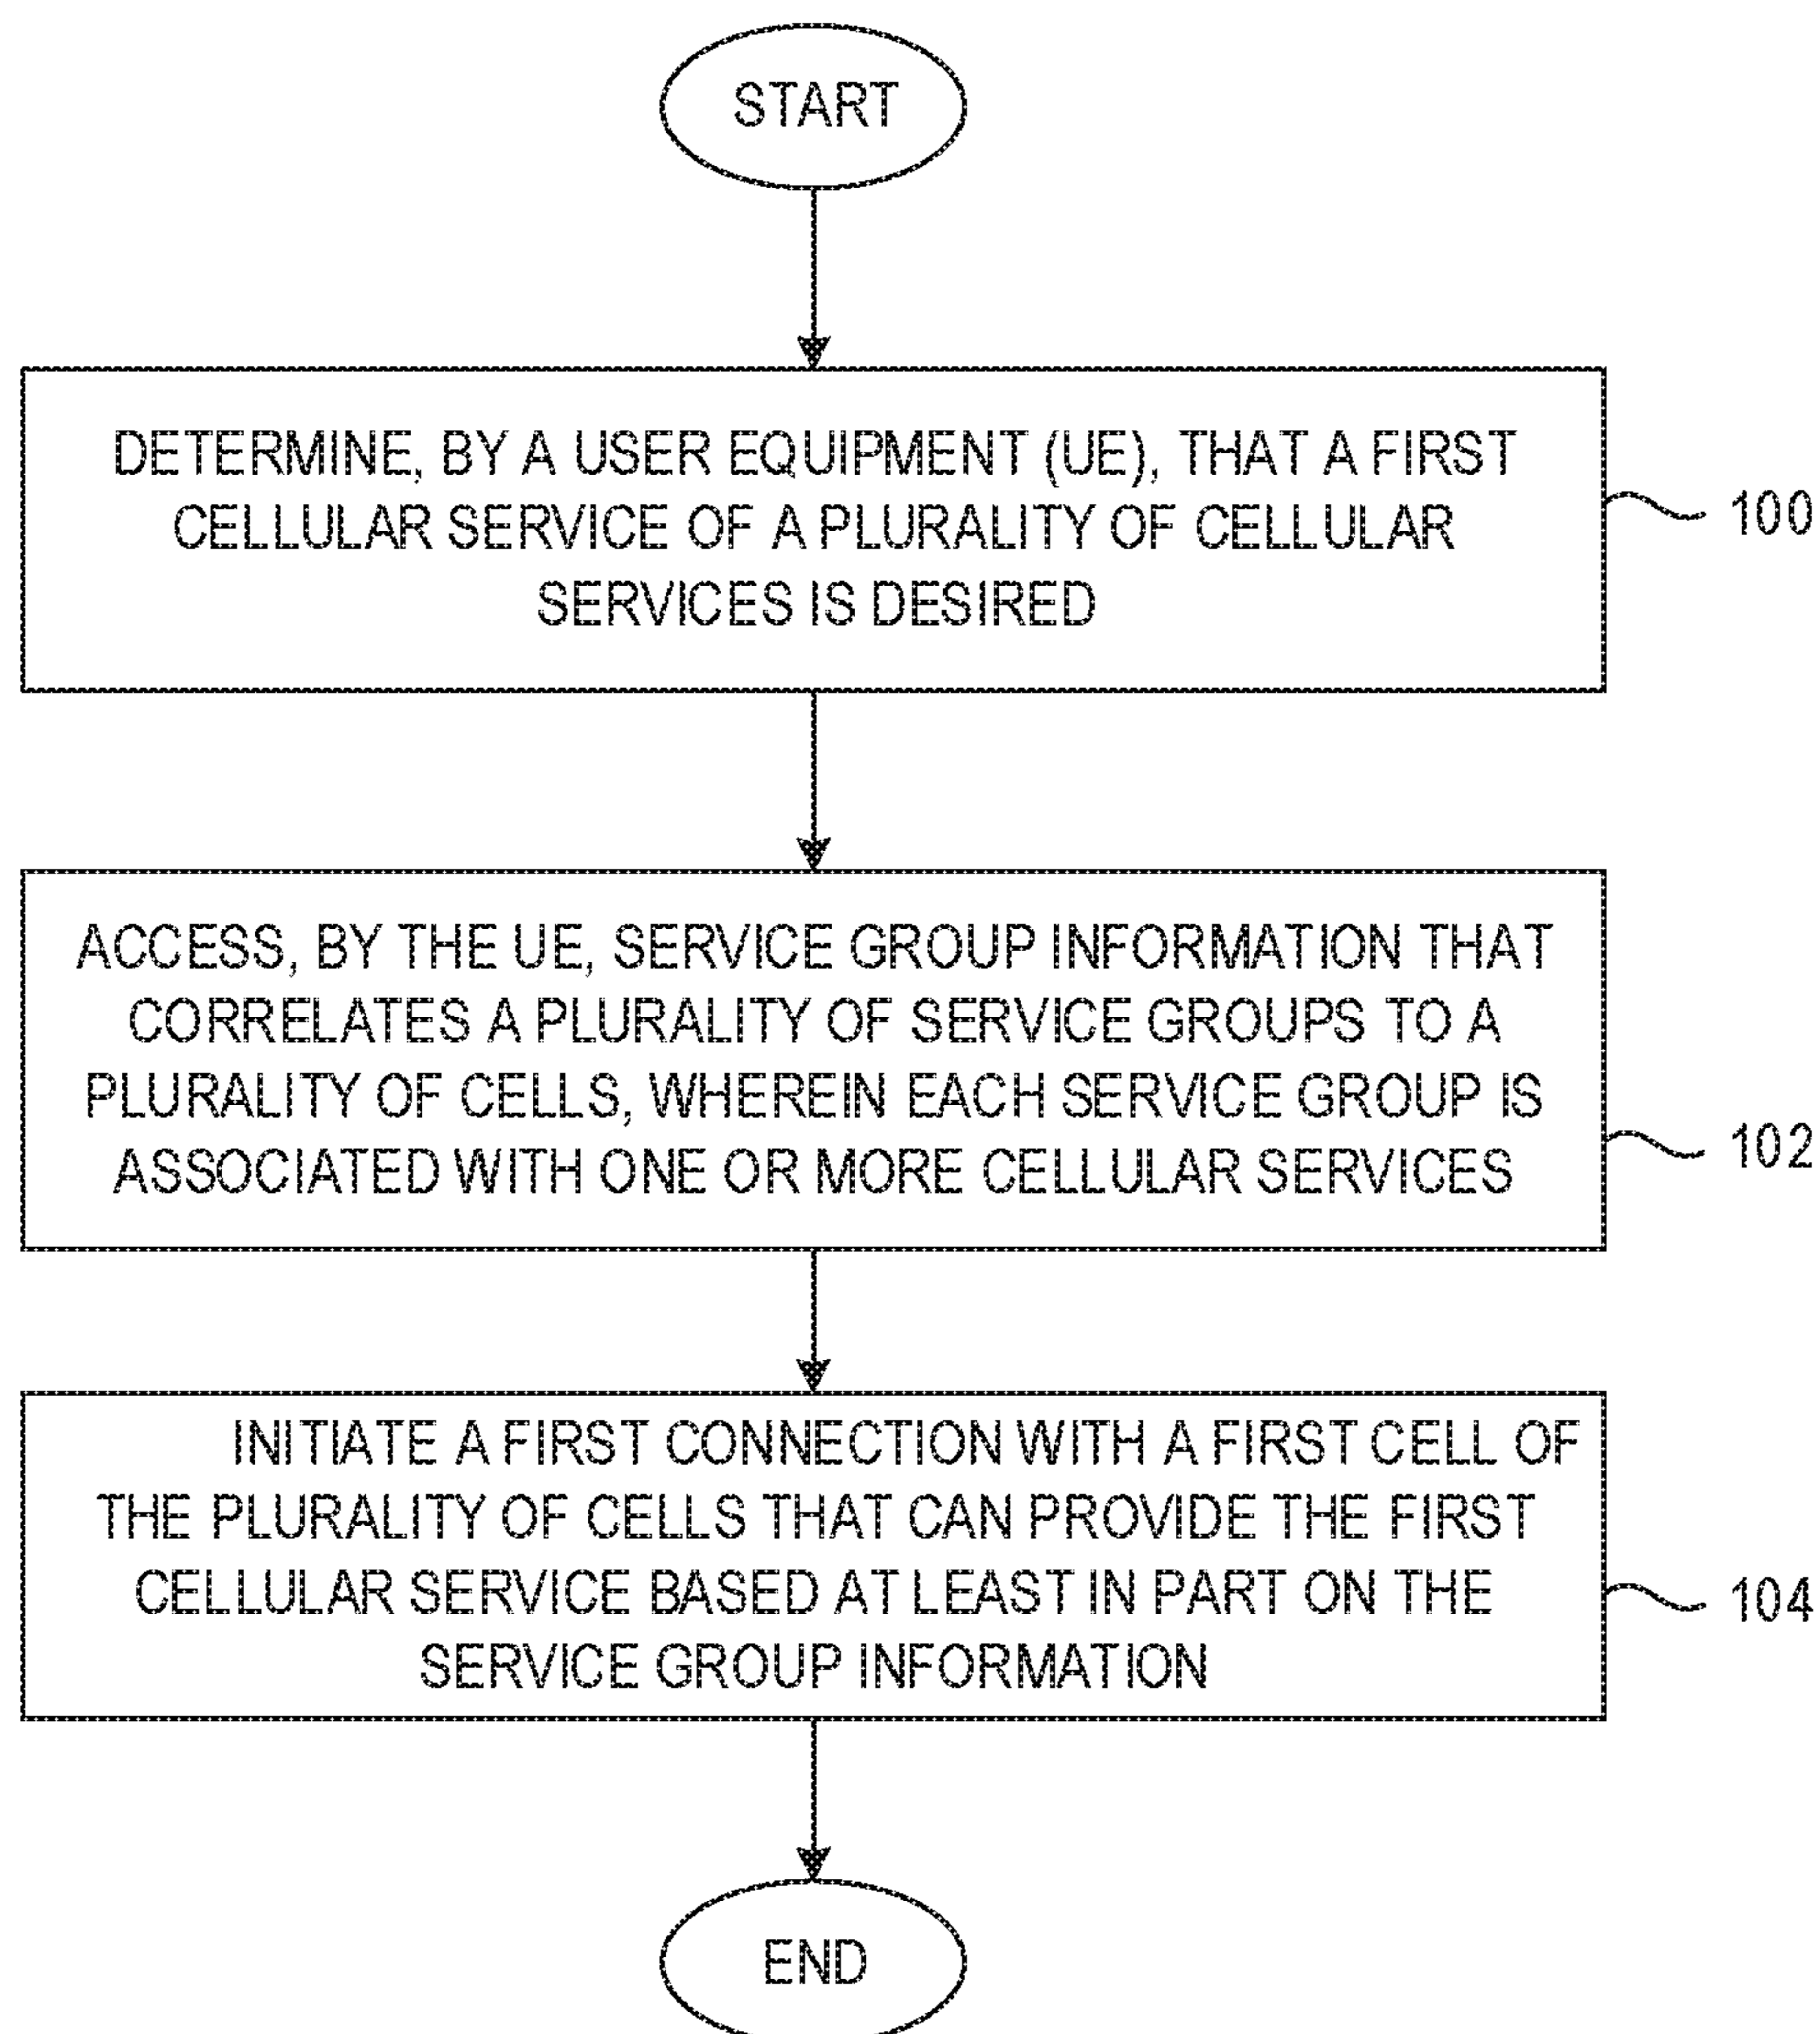 START
DETERMINE, BY A USER EQUIPMENT (UE), THAT A FIRST
CELLULAR SERVICE OF A PLURALITY OF CELLULAR
SERVICES IS DESIRED
100
ACCESS, BY THE UE, SERVICE GROUP INFORMATION THAT
CORRELATES A PLURALITY OF SERVICE GROUPS TO A
PLURALITY OF CELLS, WHEREIN EACH SERVICE GROUP IS
ASSOCIATED WITH ONE OR MORE CELLULAR SERVICES
102
INITIATE A FIRST CONNECTION WITH A FIRST CELL OF
THE PLURALITY OF CELLS THAT CAN PROVIDE THE FIRST
CELLULAR SERVICE BASED AT LEAST IN PART ON THE
SERVICE GROUP INFORMATION
104
END